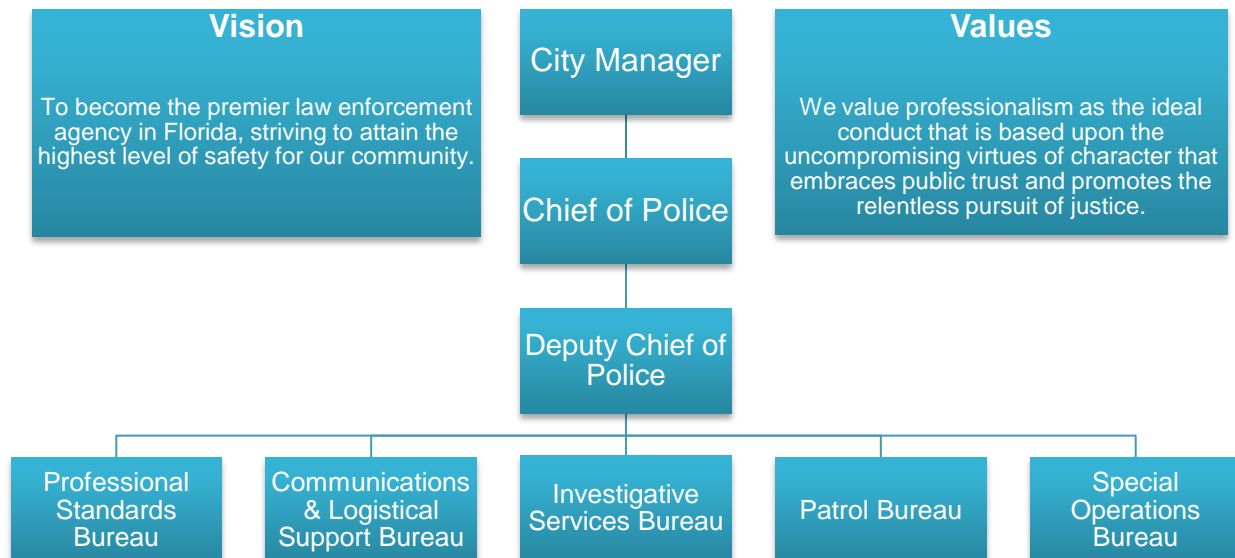 Vision
To become the premier law enforcement
agency in Florida, striving to attain the
highest level of safety for our community.
City Manager
Values
We value professionalism as the ideal
conduct that is based upon the
uncompromising virtues of character that
embraces public trust and promotes the
relentless pursuit of justice.
Chief of Police
Deputy Chief of
Police
Professional
Standards
Bureau
Communications
& Logistical
Support Bureau
Investigative
Services Bureau
Patrol Bureau
Special
Operations
Bureau